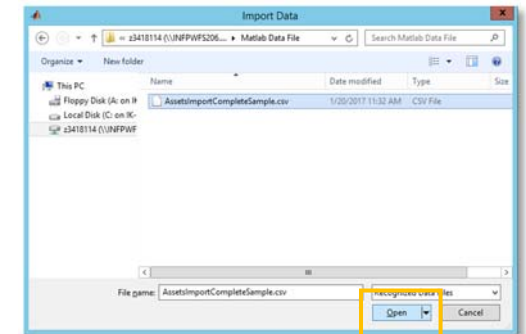 Import Data
« z3418114 (\\INFPWFS206... ▸ Matlab Data File
Search Matlab Data File
Organize
New folder
Name
Date modified
Type
Size
This PC
Floppy Disk (A: on I
Local Disk (C: on IK-
z3418114 (\\INFPWF
AssetsImportCompleteSample.csv
1/20/2017 11:32 AM
CSV File
File name:
AssetsImportCompleteSample.csv
Recognized Data Files
Open
Cancel